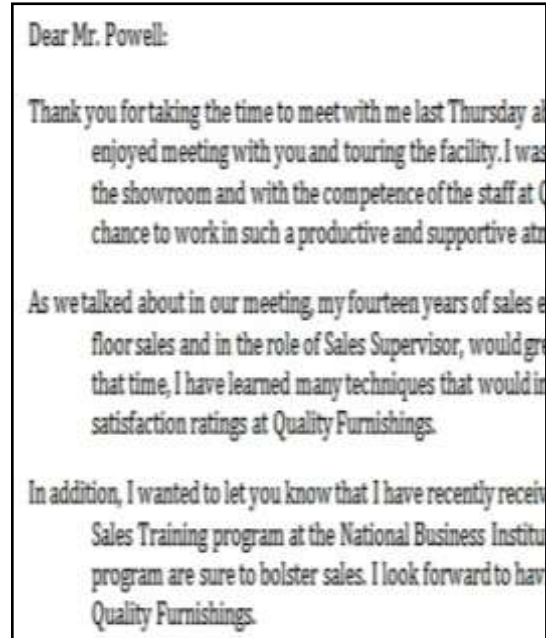 Dear Mr. Powell:
Thank you for taking the time to meet with me last Thursday
enjoyed meeting with you and touring the facility. I was
the showroom and with the competence of the staff at
chance to work in such a productive and supportive
As we talked about in our meeting, my fourteen years of sales
floor sales and in the role of Sales Supervisor, would
that time, I have learned many techniques that would
satisfaction ratings at Quality Furnishings.
In addition, I wanted to let you know that I have recently
Sales Training program at the National Business
program are sure to bolster sales. I look forward to
Quality Furnishings.